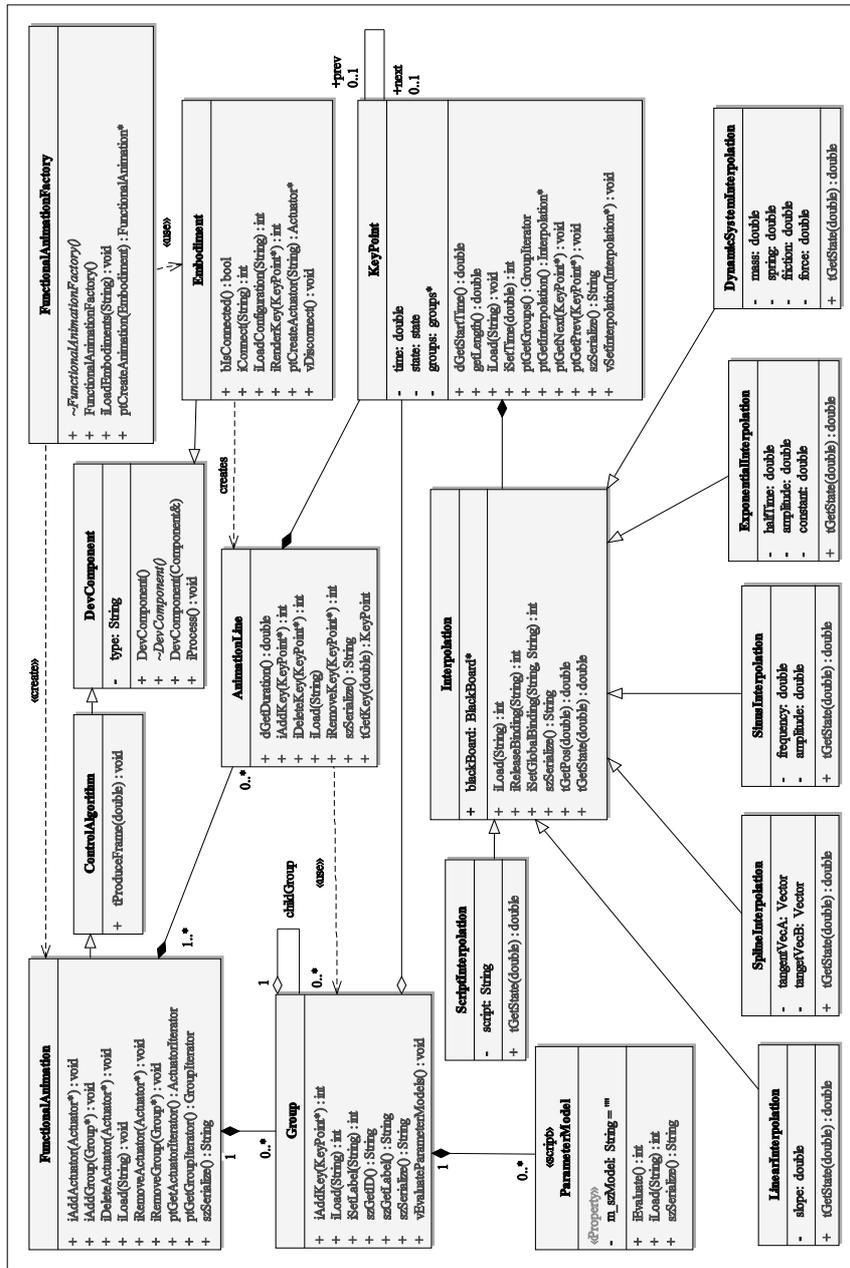 FunctionalAnimation
+ iAddActuator(Actuator*) : void
+ iAddGroup(Group*) : void
+ iDeleteActuator(Actuator*) : void
+ iLoad(String) : void
+ iRemoveActuator(Actuator*) : void
+ iRemoveGroup(Group*) : void
+ ptGetActuatorIterator() : ActuatorIterator
+ ptGetGroupIterator() : GroupIterator
+ szSerialize() : String
«create»
FunctionalAnimationFactory
+ ~FunctionalAnimationFactory()
+ FunctionalAnimationFactory()
+ iLoadEmbodiments(String) : void
+ ptCreateAnimation(Embodiment) : FunctionalAnimation*
ControlAlgorithm
+ tProduceFrame(double) : void
DevComponent
- type: String
+ DevComponent()
+ ~DevComponent()
+ DevComponent(Component&)
+ iProcess() : void
«use»
Embodiment
+ bIsConnected() : bool
+ iConnect(String) : int
+ iLoadConfiguration(String) : int
+ iRenderKey(KeyPoint*) : int
+ ptCreateActuator(String) : Actuator*
+ vDisconnect() : void
1..*
0..*
creates
AnimationLine
+ dGetDuration() : double
+ iAddKey(KeyPoint*) : int
+ iDeleteKey(KeyPoint*) : int
+ iLoad(String)
+ iRemoveKey(KeyPoint*) : int
+ szSerialize() : String
+ tGetKey(double) : KeyPoint
1
0..*
1
childGroup
0..*
«use»
Group
+ iAddKey(KeyPoint*) : int
+ iLoad(String) : int
+ iSetLabel(String) : int
+ szGetID() : String
+ szGetLabel() : String
+ szSerialize() : String
+ vEvaluateParameterModels() : void
+prev
0..1
+next
0..1
KeyPoint
- time: double
- state: state
- groups: groups*
+ dGetStartTime() : double
+ getLength() : double
+ iLoad(String) : void
+ iSetTime(double) : int
+ ptGetGroups() : GroupIterator
+ ptGetInterpolation() : Interpolation*
+ ptGetNext(KeyPoint*) : void
+ ptGetPrev(KeyPoint*) : void
+ szSerialize() : String
+ vSetInterpolation(Interpolation*) : void
1
0..*
«script»
ParameterModel
«Property»
- m_szModel: String = ""
+ iEvaluate() : int
+ iLoad(String) : int
+ szSerialize() : String
ScriptInterpolation
- script: String
+ tGetState(double) : double
Interpolation
+ blackBoard: BlackBoard*
+ iLoad(String) : int
+ iReleaseBinding(String) : int
+ iSetGlobalBinding(String, String) : int
+ szSerialize() : String
+ tGetPos(double) : double
+ tGetState(double) : double
LinearInterpolation
- slope: double
+ tGetState(double) : double
SplineInterpolation
- tangentVecA: Vector
- tangetVecB: Vector
+ tGetState(double) : double
SinusInterpolation
- frequency: double
- amplitude: double
+ tGetState(double) : double
ExponentialInterpolation
- halfTime: double
- amplitude: double
- constant: double
+ tGetState(double) : double
DynamicSystemInterpolation
- mass: double
- spring: double
- friction: double
- force: double
+ tGetState(double) : double